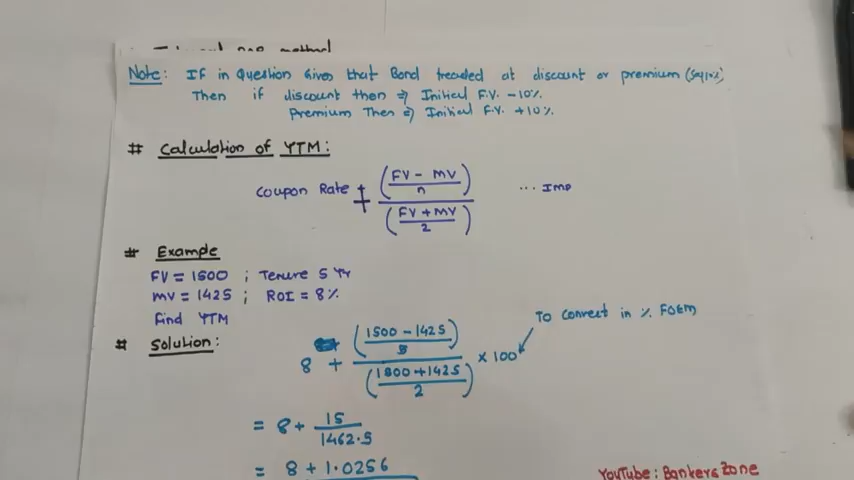 method
Note: IF in Question Given that Bond treaded at discount or premium (Say 10%)
Then if discount then ⇒ Initial F.V. - 10%
Premium Then ⇒ Initial F.V. + 10%
# Calculation of YTM:
Coupon Rate + ((FV - MV)/n) / ((FV + MV)/2) ... IMP
# Example
FV = 1500 ; Tenure 5 Yr
MV = 1425 ; ROI = 8%
Find YTM
# Solution:
To convert in % FORM
8 + ((1500 - 1425)/5) / ((1500 + 1425)/2) × 100
= 8 + 15/1462.5
= 8 + 1.0256
YouTube: Bankers Zone